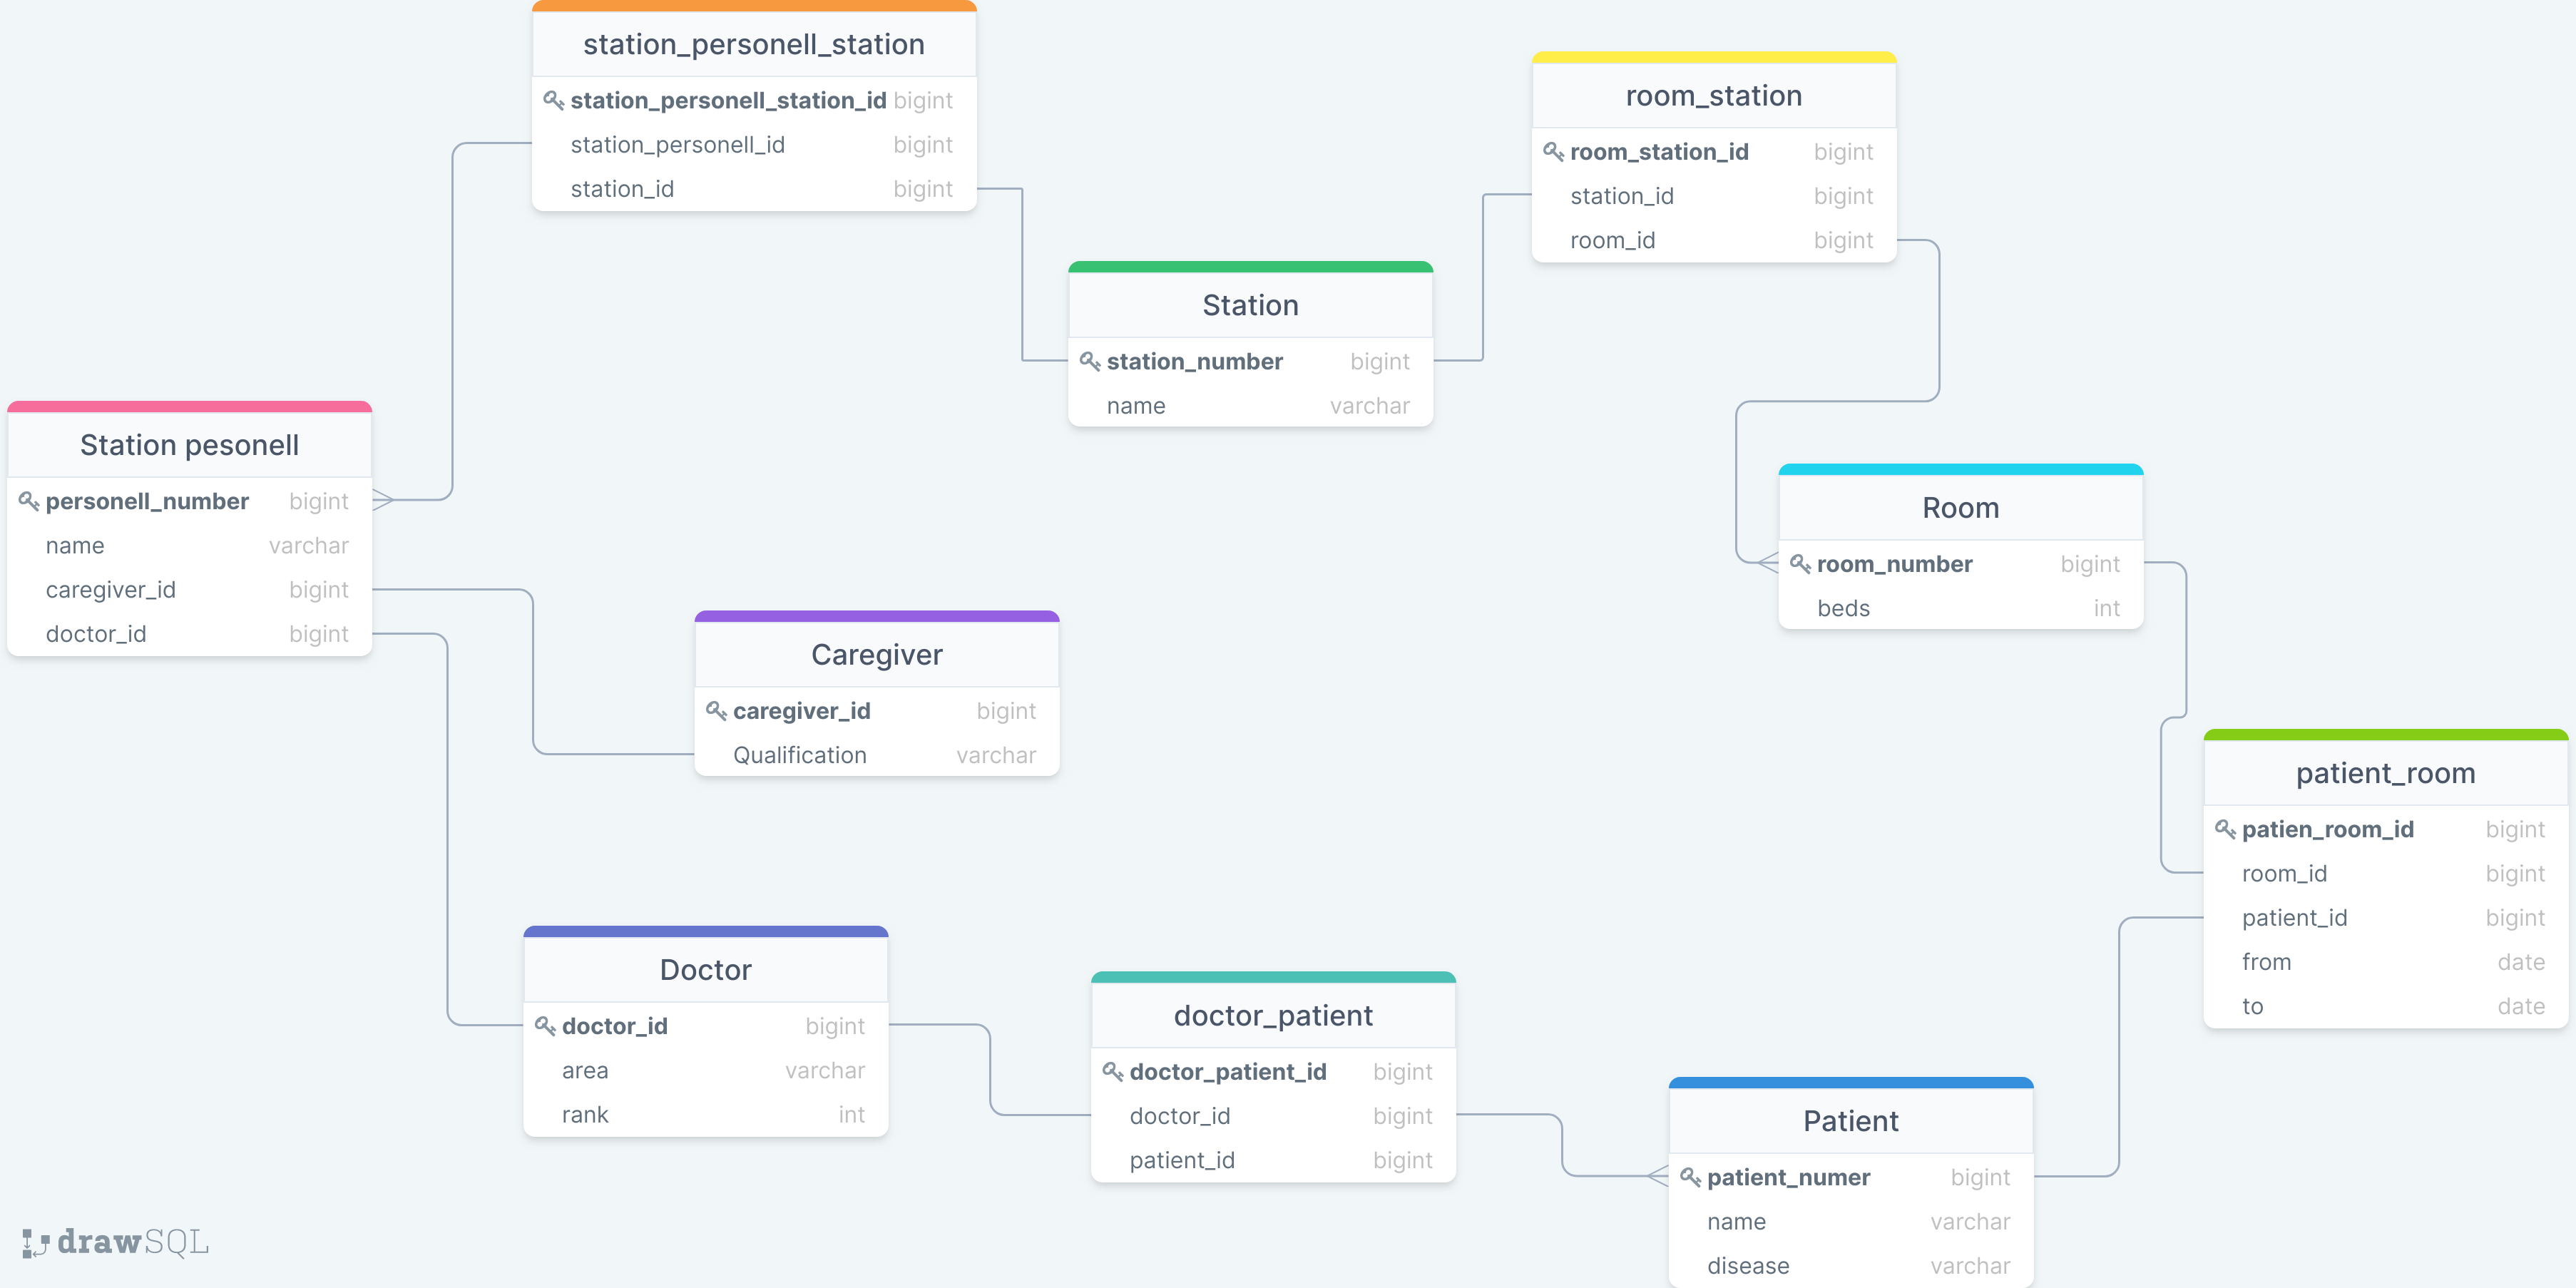 station_personell_station
station_personell_station_id bigint
station_personell_id bigint
station_id bigint
room_station
room_station_id bigint
station_id bigint
room_id bigint
Station
station_number bigint
name varchar
Station pesonell
personell_number bigint
name varchar
caregiver_id bigint
doctor_id bigint
Room
room_number bigint
beds int
Caregiver
caregiver_id bigint
Qualification varchar
patient_room
patien_room_id bigint
room_id bigint
patient_id bigint
from date
to date
Doctor
doctor_id bigint
area varchar
rank int
doctor_patient
doctor_patient_id bigint
doctor_id bigint
patient_id bigint
Patient
patient_numer bigint
name varchar
disease varchar
drawSQL